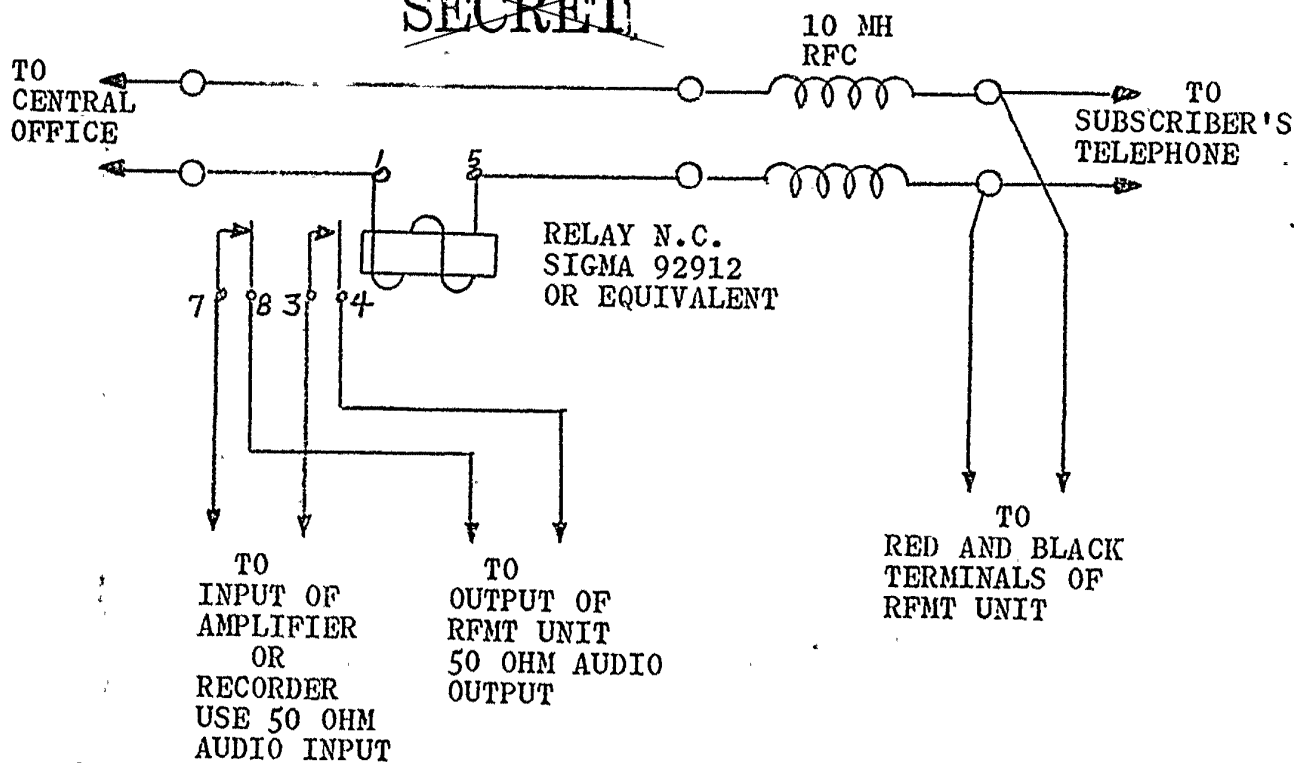 SECRET
10 MH
RFC
TO
CENTRAL
OFFICE
TO
SUBSCRIBER'S
TELEPHONE
1
5
RELAY N.C.
SIGMA 92912
OR EQUIVALENT
7
8
3
4
TO
INPUT OF
AMPLIFIER
OR
RECORDER
USE 50 OHM
AUDIO INPUT
TO
OUTPUT OF
RFMT UNIT
50 OHM AUDIO
OUTPUT
TO
RED AND BLACK
TERMINALS OF
RFMT UNIT